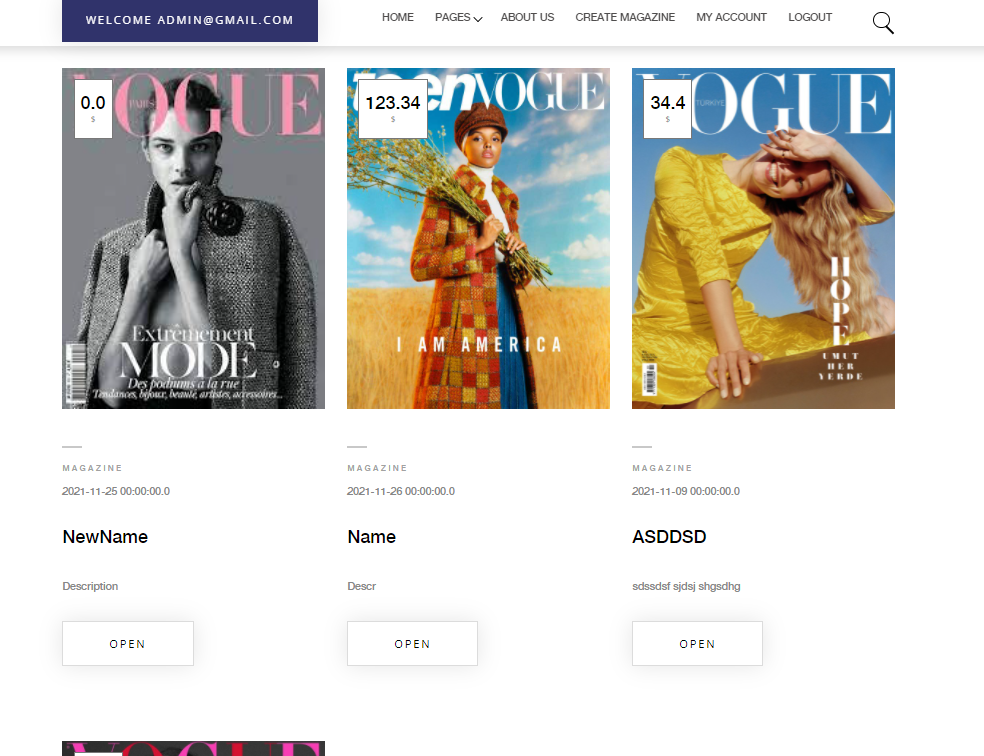 WELCOME ADMIN@GMAIL.COM
HOME PAGES ABOUT US CREATE MAGAZINE MY ACCOUNT LOGOUT
VOGUE
PARIS
0.0
$
Extrêmement
MODE
Des podiums à la rue
Tendances, bijoux, beauté, artistes, accessoires...
teenVOGUE
123.34
$
I AM AMERICA
VOGUE
TÜRKİYE
34.4
$
HOPE
UMUT
HER
YERDE
MAGAZINE
2021-11-25 00:00:00.0
NewName
Description
OPEN
MAGAZINE
2021-11-26 00:00:00.0
Name
Descr
OPEN
MAGAZINE
2021-11-09 00:00:00.0
ASDDSD
sdssdsf sjdsj shgsdhg
OPEN
VOGUE